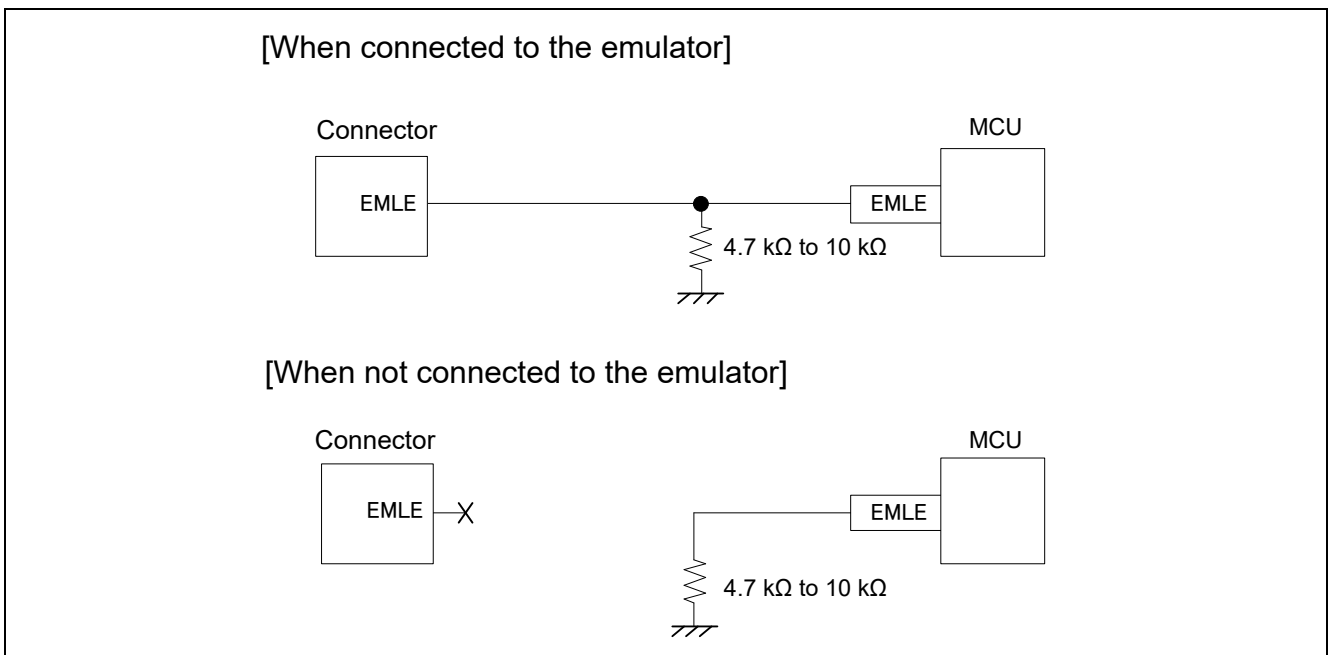 [When connected to the emulator]
Connector
MCU
EMLE
EMLE
4.7 kΩ to 10 kΩ
[When not connected to the emulator]
Connector
MCU
EMLE
EMLE
4.7 kΩ to 10 kΩ